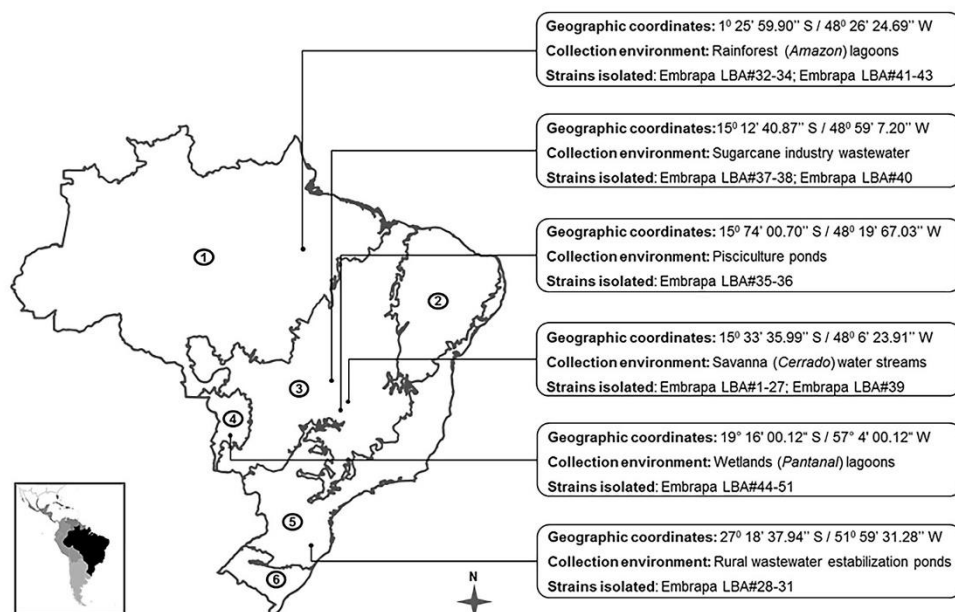 Geographic coordinates: 1⁰ 25' 59.90'' S / 48⁰ 26' 24.69'' W
Collection environment: Rainforest (Amazon) lagoons
Strains isolated: Embrapa LBA#32-34; Embrapa LBA#41-43
Geographic coordinates:15⁰ 12' 40.87'' S / 48⁰ 59' 7.20'' W
Collection environment: Sugarcane industry wastewater
Strains isolated: Embrapa LBA#37-38; Embrapa LBA#40
Geographic coordinates: 15⁰ 74' 00.70'' S / 48⁰ 19' 67.03'' W
Collection environment: Pisciculture ponds
Strains isolated: Embrapa LBA#35-36
Geographic coordinates: 15⁰ 33' 35.99'' S / 48⁰ 6' 23.91'' W
Collection environment: Savanna (Cerrado) water streams
Strains isolated: Embrapa LBA#1-27; Embrapa LBA#39
Geographic coordinates: 19° 16' 00.12" S / 57° 4' 00.12" W
Collection environment: Wetlands (Pantanal) lagoons
Strains isolated: Embrapa LBA#44-51
Geographic coordinates: 27⁰ 18' 37.94'' S / 51⁰ 59' 31.28'' W
Collection environment: Rural wastewater estabilization ponds
Strains isolated: Embrapa LBA#28-31
1
2
3
4
5
6
N